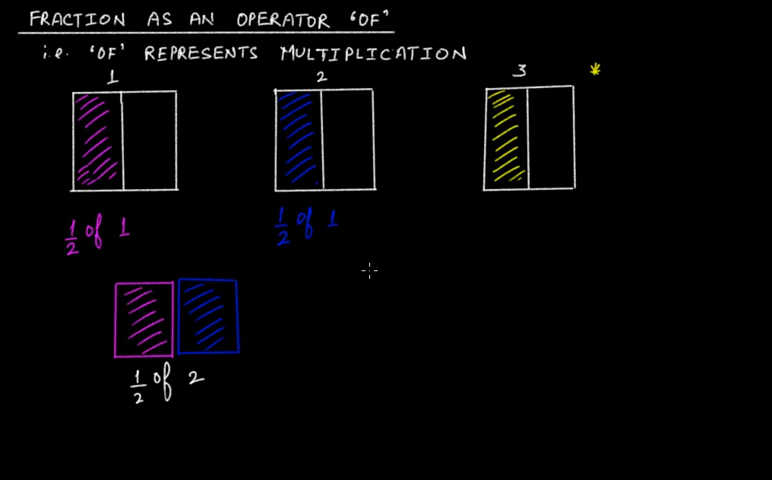 FRACTION AS AN OPERATOR 'OF'
i.e. 'OF' REPRESENTS MULTIPLICATION
1 2 3 *
1/2 of 1 1/2 of 1
1/2 of 2